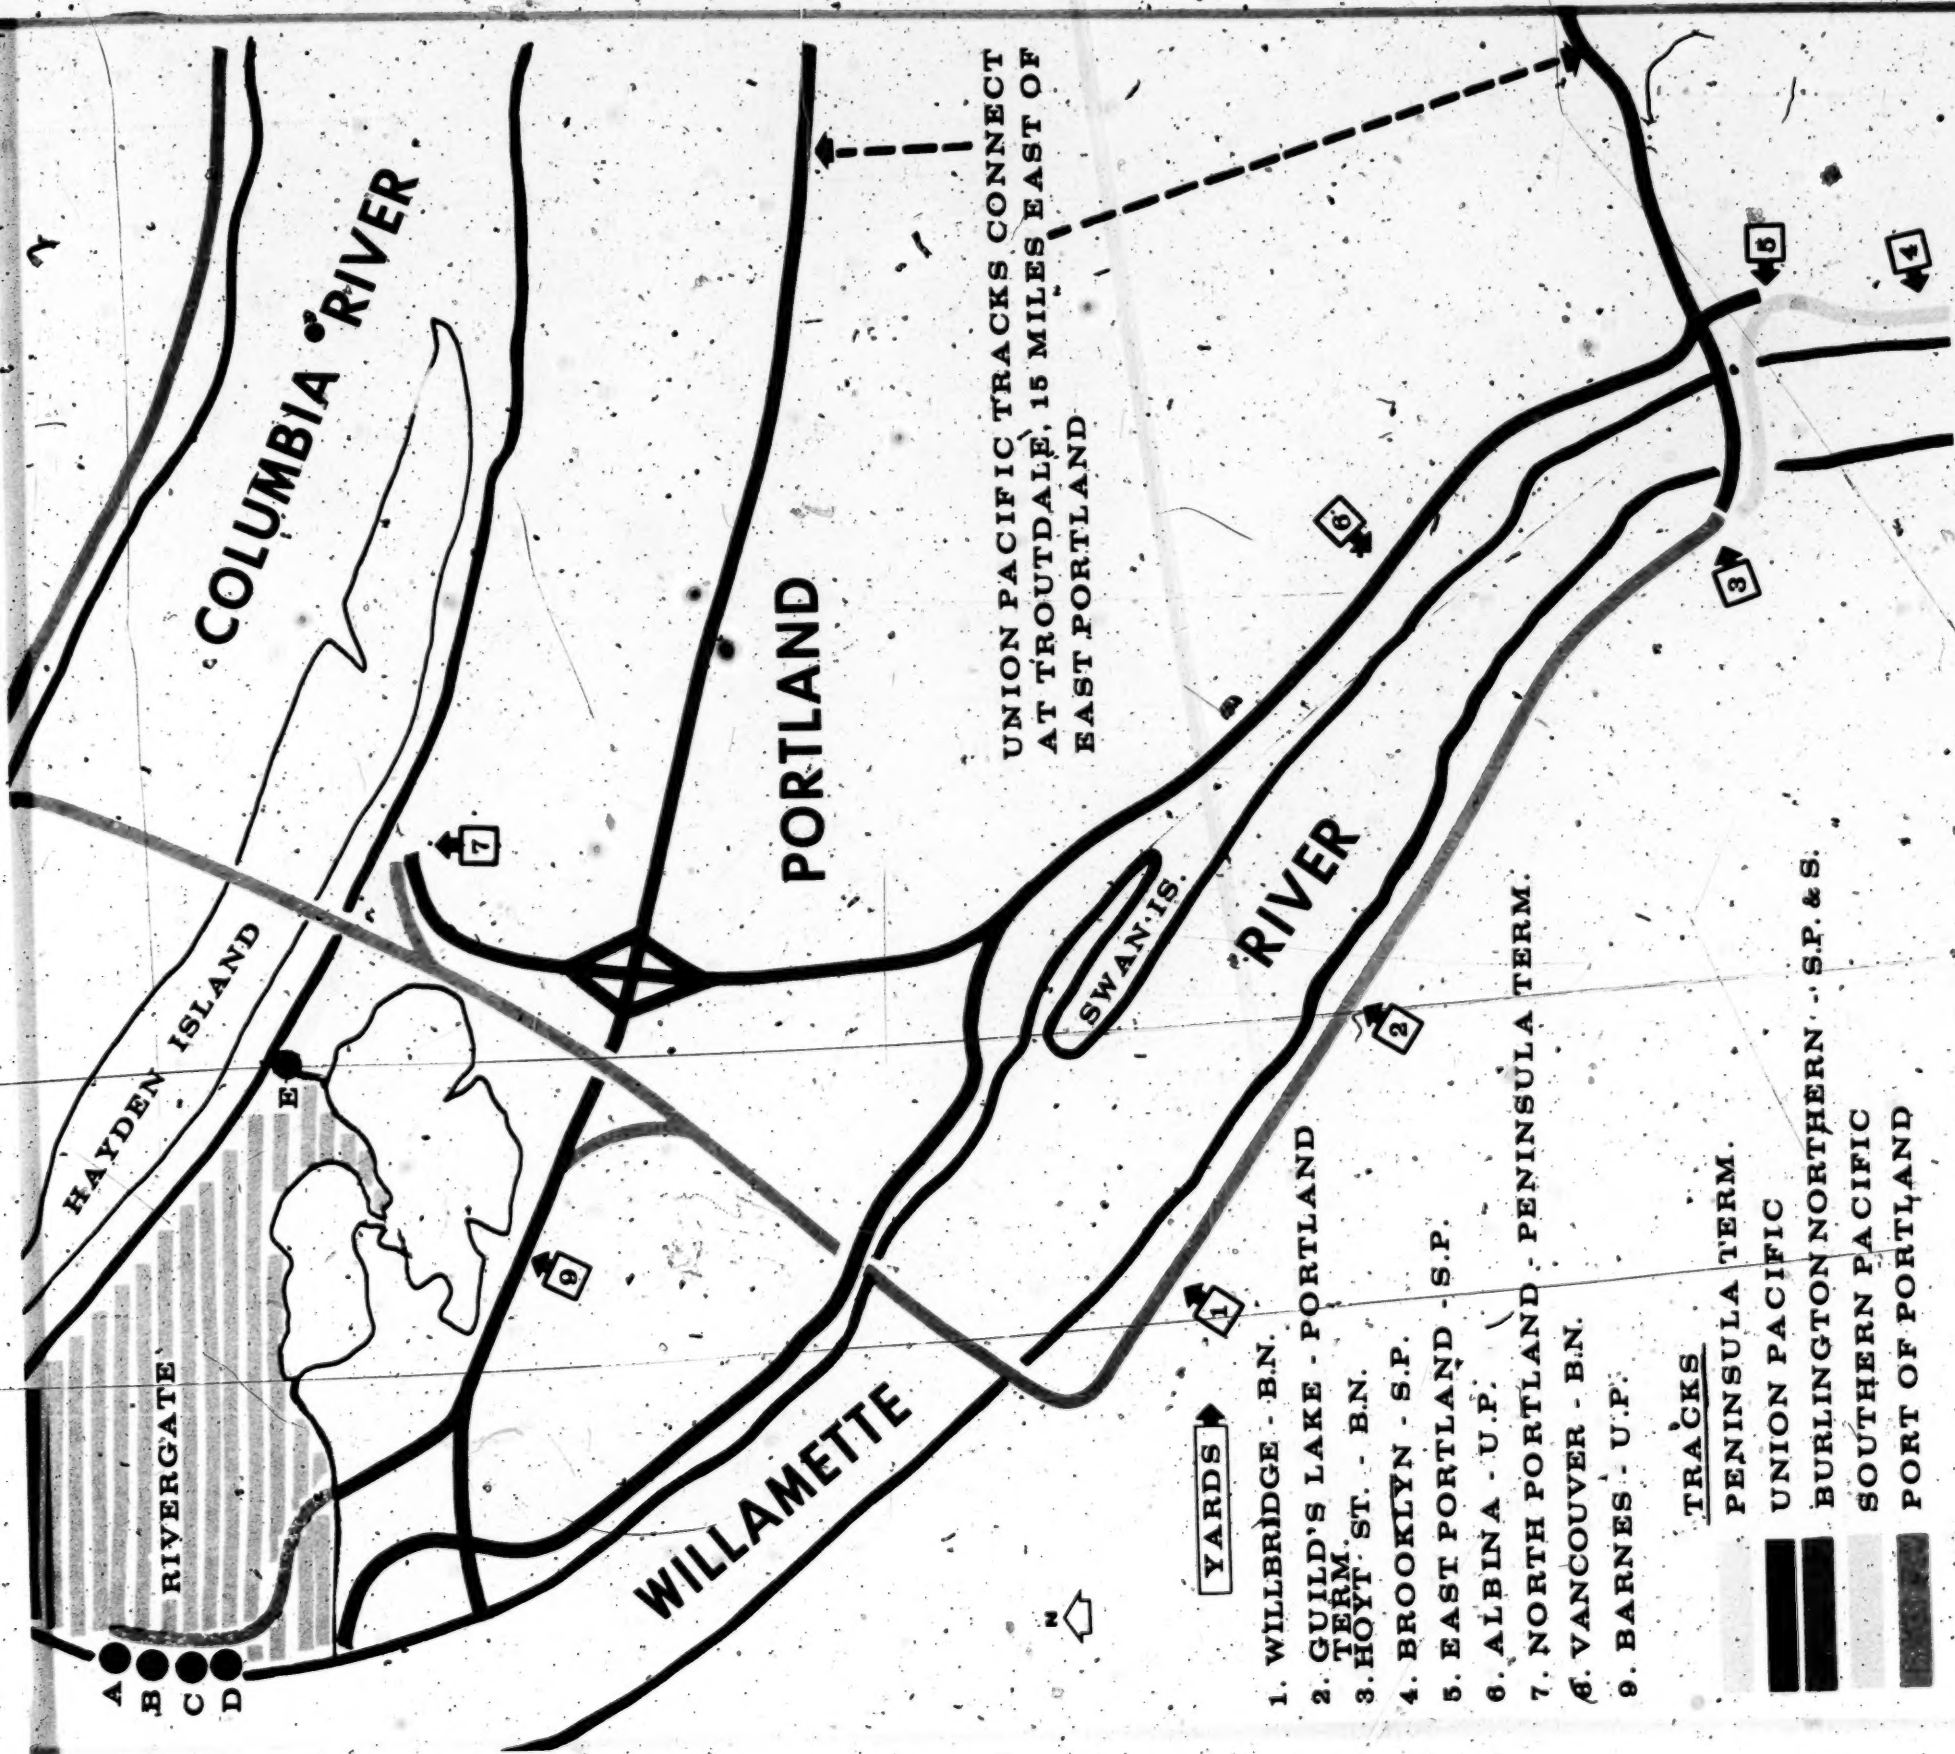 COLUMBIA RIVER
HAYDEN ISLAND
RIVERGATE
A
B
C
D
E
PORTLAND
UNION PACIFIC TRACKS CONNECT
AT TROUTDALE, 15 MILES EAST OF
EAST PORTLAND
SWAN IS.
WILLAMETTE RIVER
7
9
6
5
4
3
2
1
N
YARDS
1. WILLBRIDGE - B.N.
2. GUILD'S LAKE - PORTLAND
TERM.
3. HOYT ST. - B.N.
4. BROOKLYN - S.P.
5. EAST PORTLAND - S.P.
6. ALBINA - U.P.
7. NORTH PORTLAND - PENINSULA TERM.
8. VANCOUVER - B.N.
9. BARNES - U.P.
TRACKS
PENINSULA TERM.
UNION PACIFIC
BURLINGTON NORTHERN - S.P. & S.
SOUTHERN PACIFIC
PORT OF PORTLAND